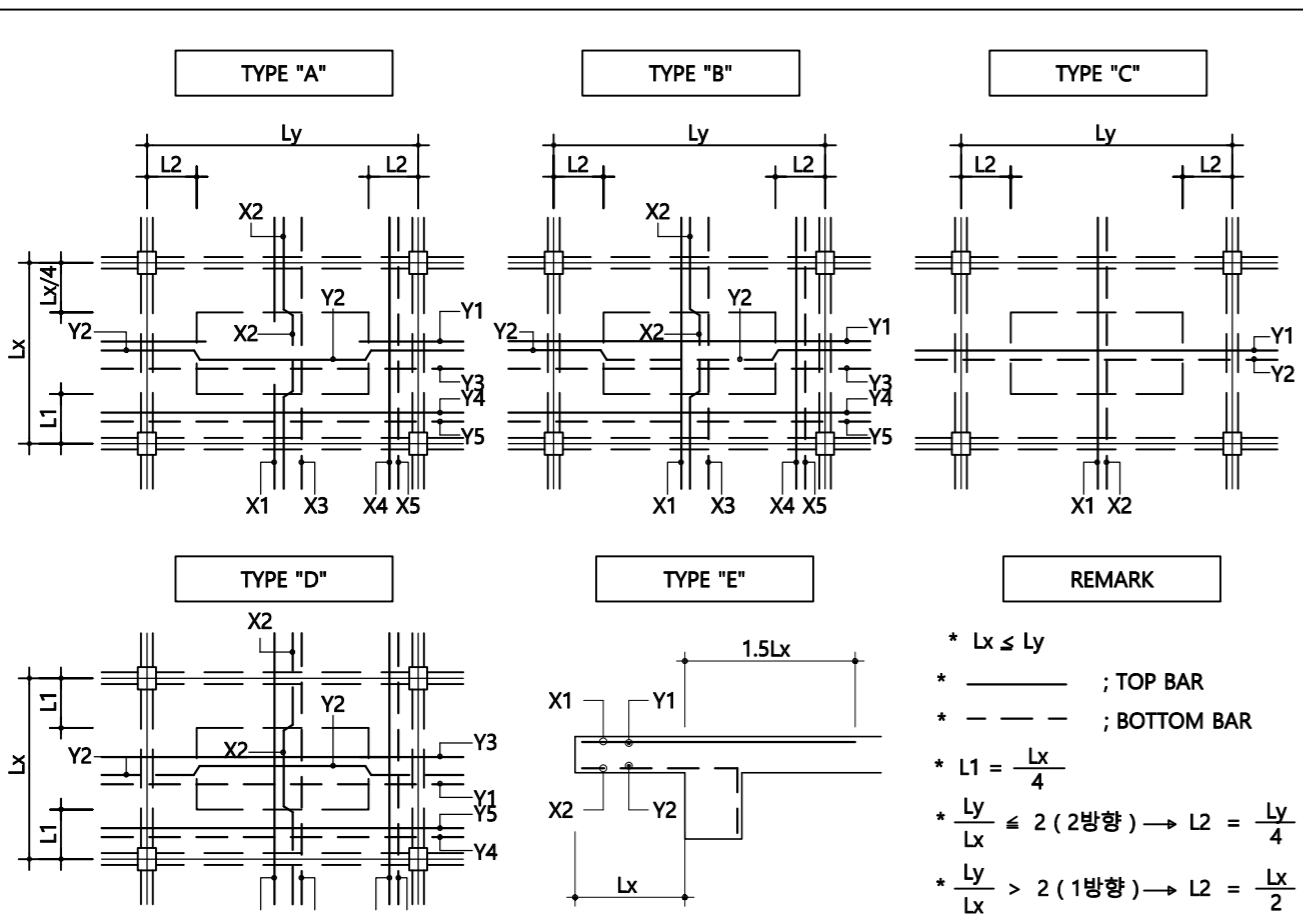 TYPE "A"
Ly
L2
L2
X2
Lx/4
Lx
Y2
Y2
X2
Y1
Y3
L1
Y4
Y5
X1
X3
X4
X5
TYPE "B"
Ly
L2
L2
X2
Y2
Y2
X2
Y1
Y3
Y4
Y5
X1
X3
X4
X5
TYPE "C"
Ly
L2
L2
Y1
Y2
X1
X2
TYPE "D"
X2
L1
Lx
Y2
Y2
X2
Y3
Y1
L1
Y5
Y4
TYPE "E"
1.5Lx
X1
Y1
X2
Y2
Lx
REMARK
* Lx ≤ Ly
* ; TOP BAR
* ; BOTTOM BAR
* L1 = Lx/4
* Ly/Lx ≦ 2 ( 2방향 ) → L2 = Ly/4
* Ly/Lx > 2 ( 1방향 ) → L2 = Lx/2